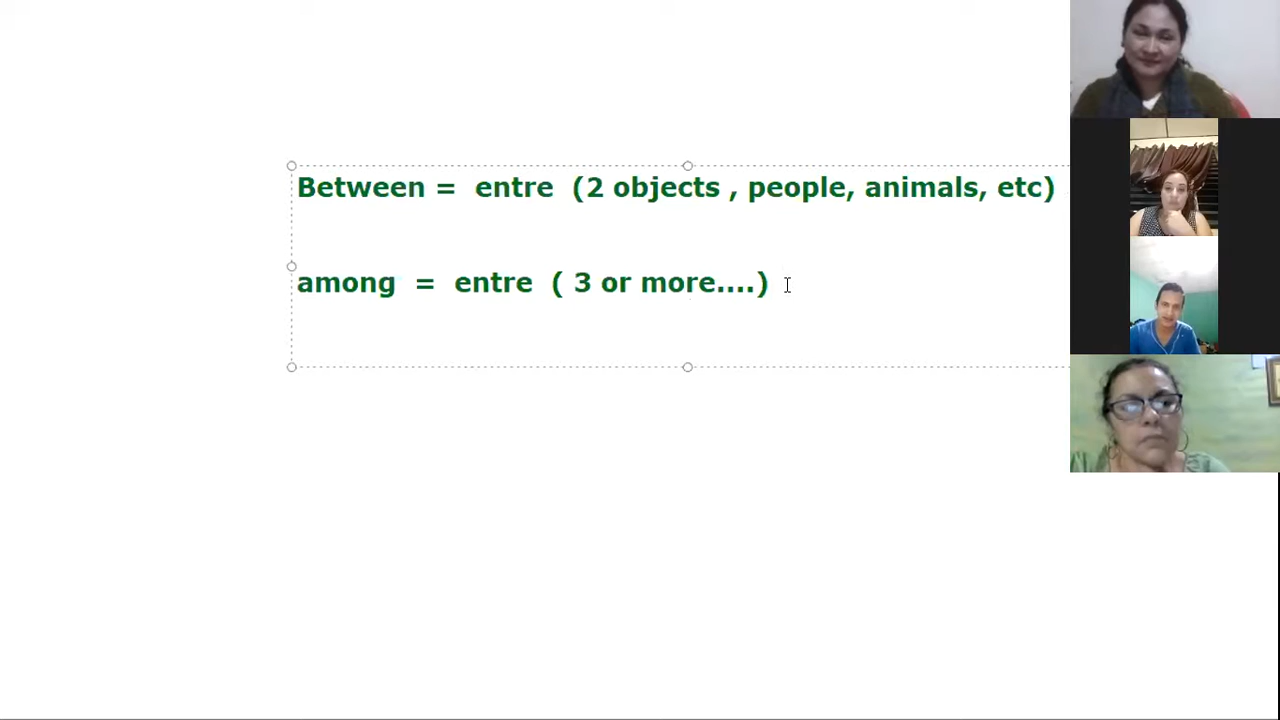 Between = entre (2 objects , people, animals, etc)
among = entre ( 3 or more....)